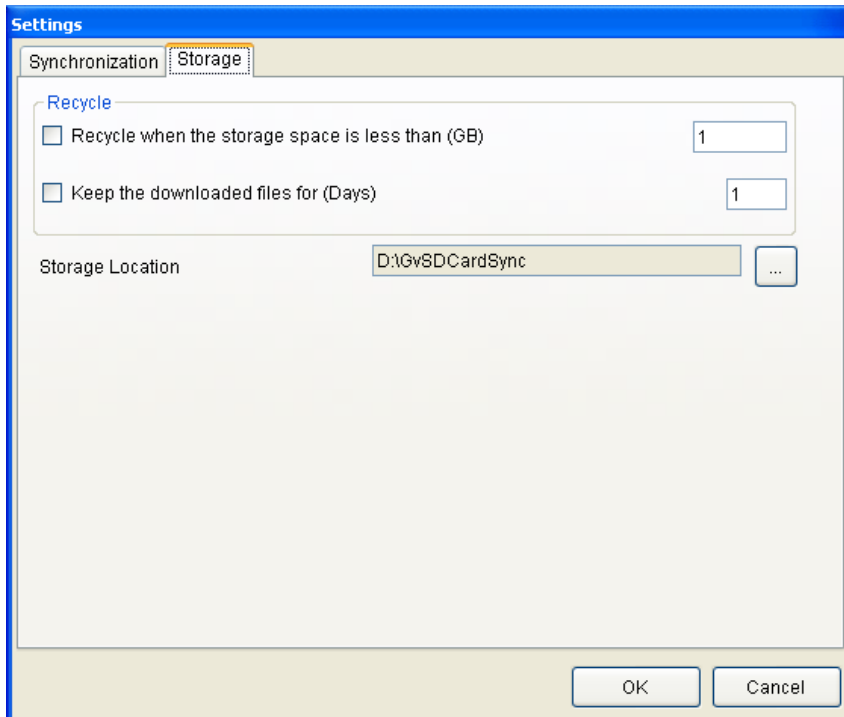 Settings
Synchronization Storage
Recycle
Recycle when the storage space is less than (GB) 1
Keep the downloaded files for (Days) 1
Storage Location D:\GvSDCardSync ...
OK Cancel